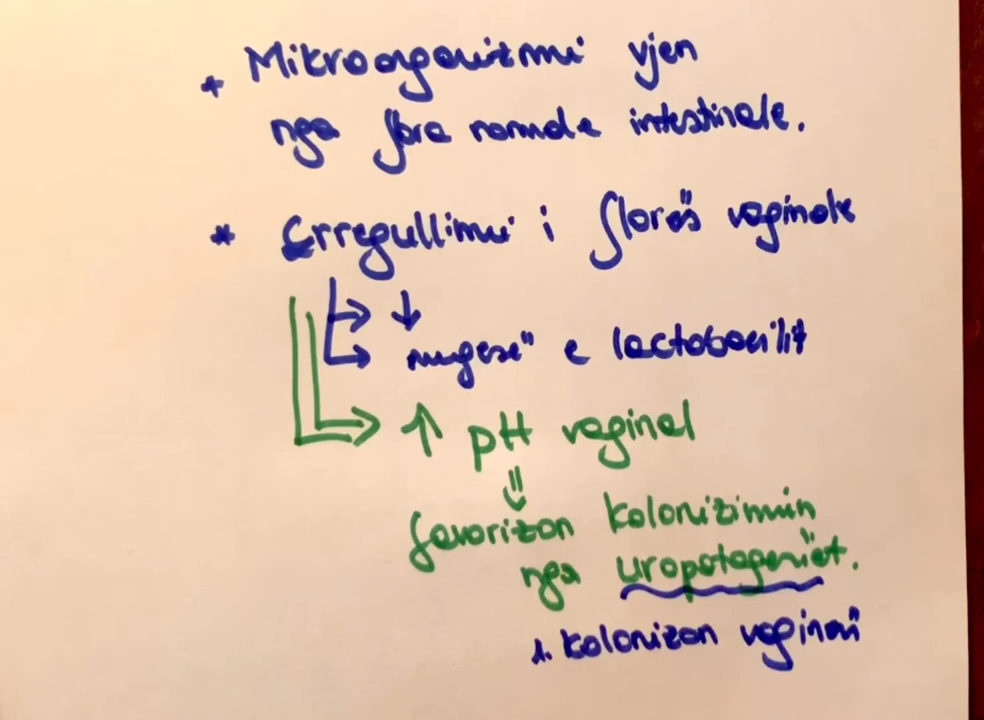 * Mikroorganizmi vjen
nga flora normale intestinale.
* Çrregullimi i florës vaginale
↓
mungesë e lactobacilit
↑ pH vaginal
favorizon kolonizimin
nga uropatogenët.
1. kolonizon vaginën